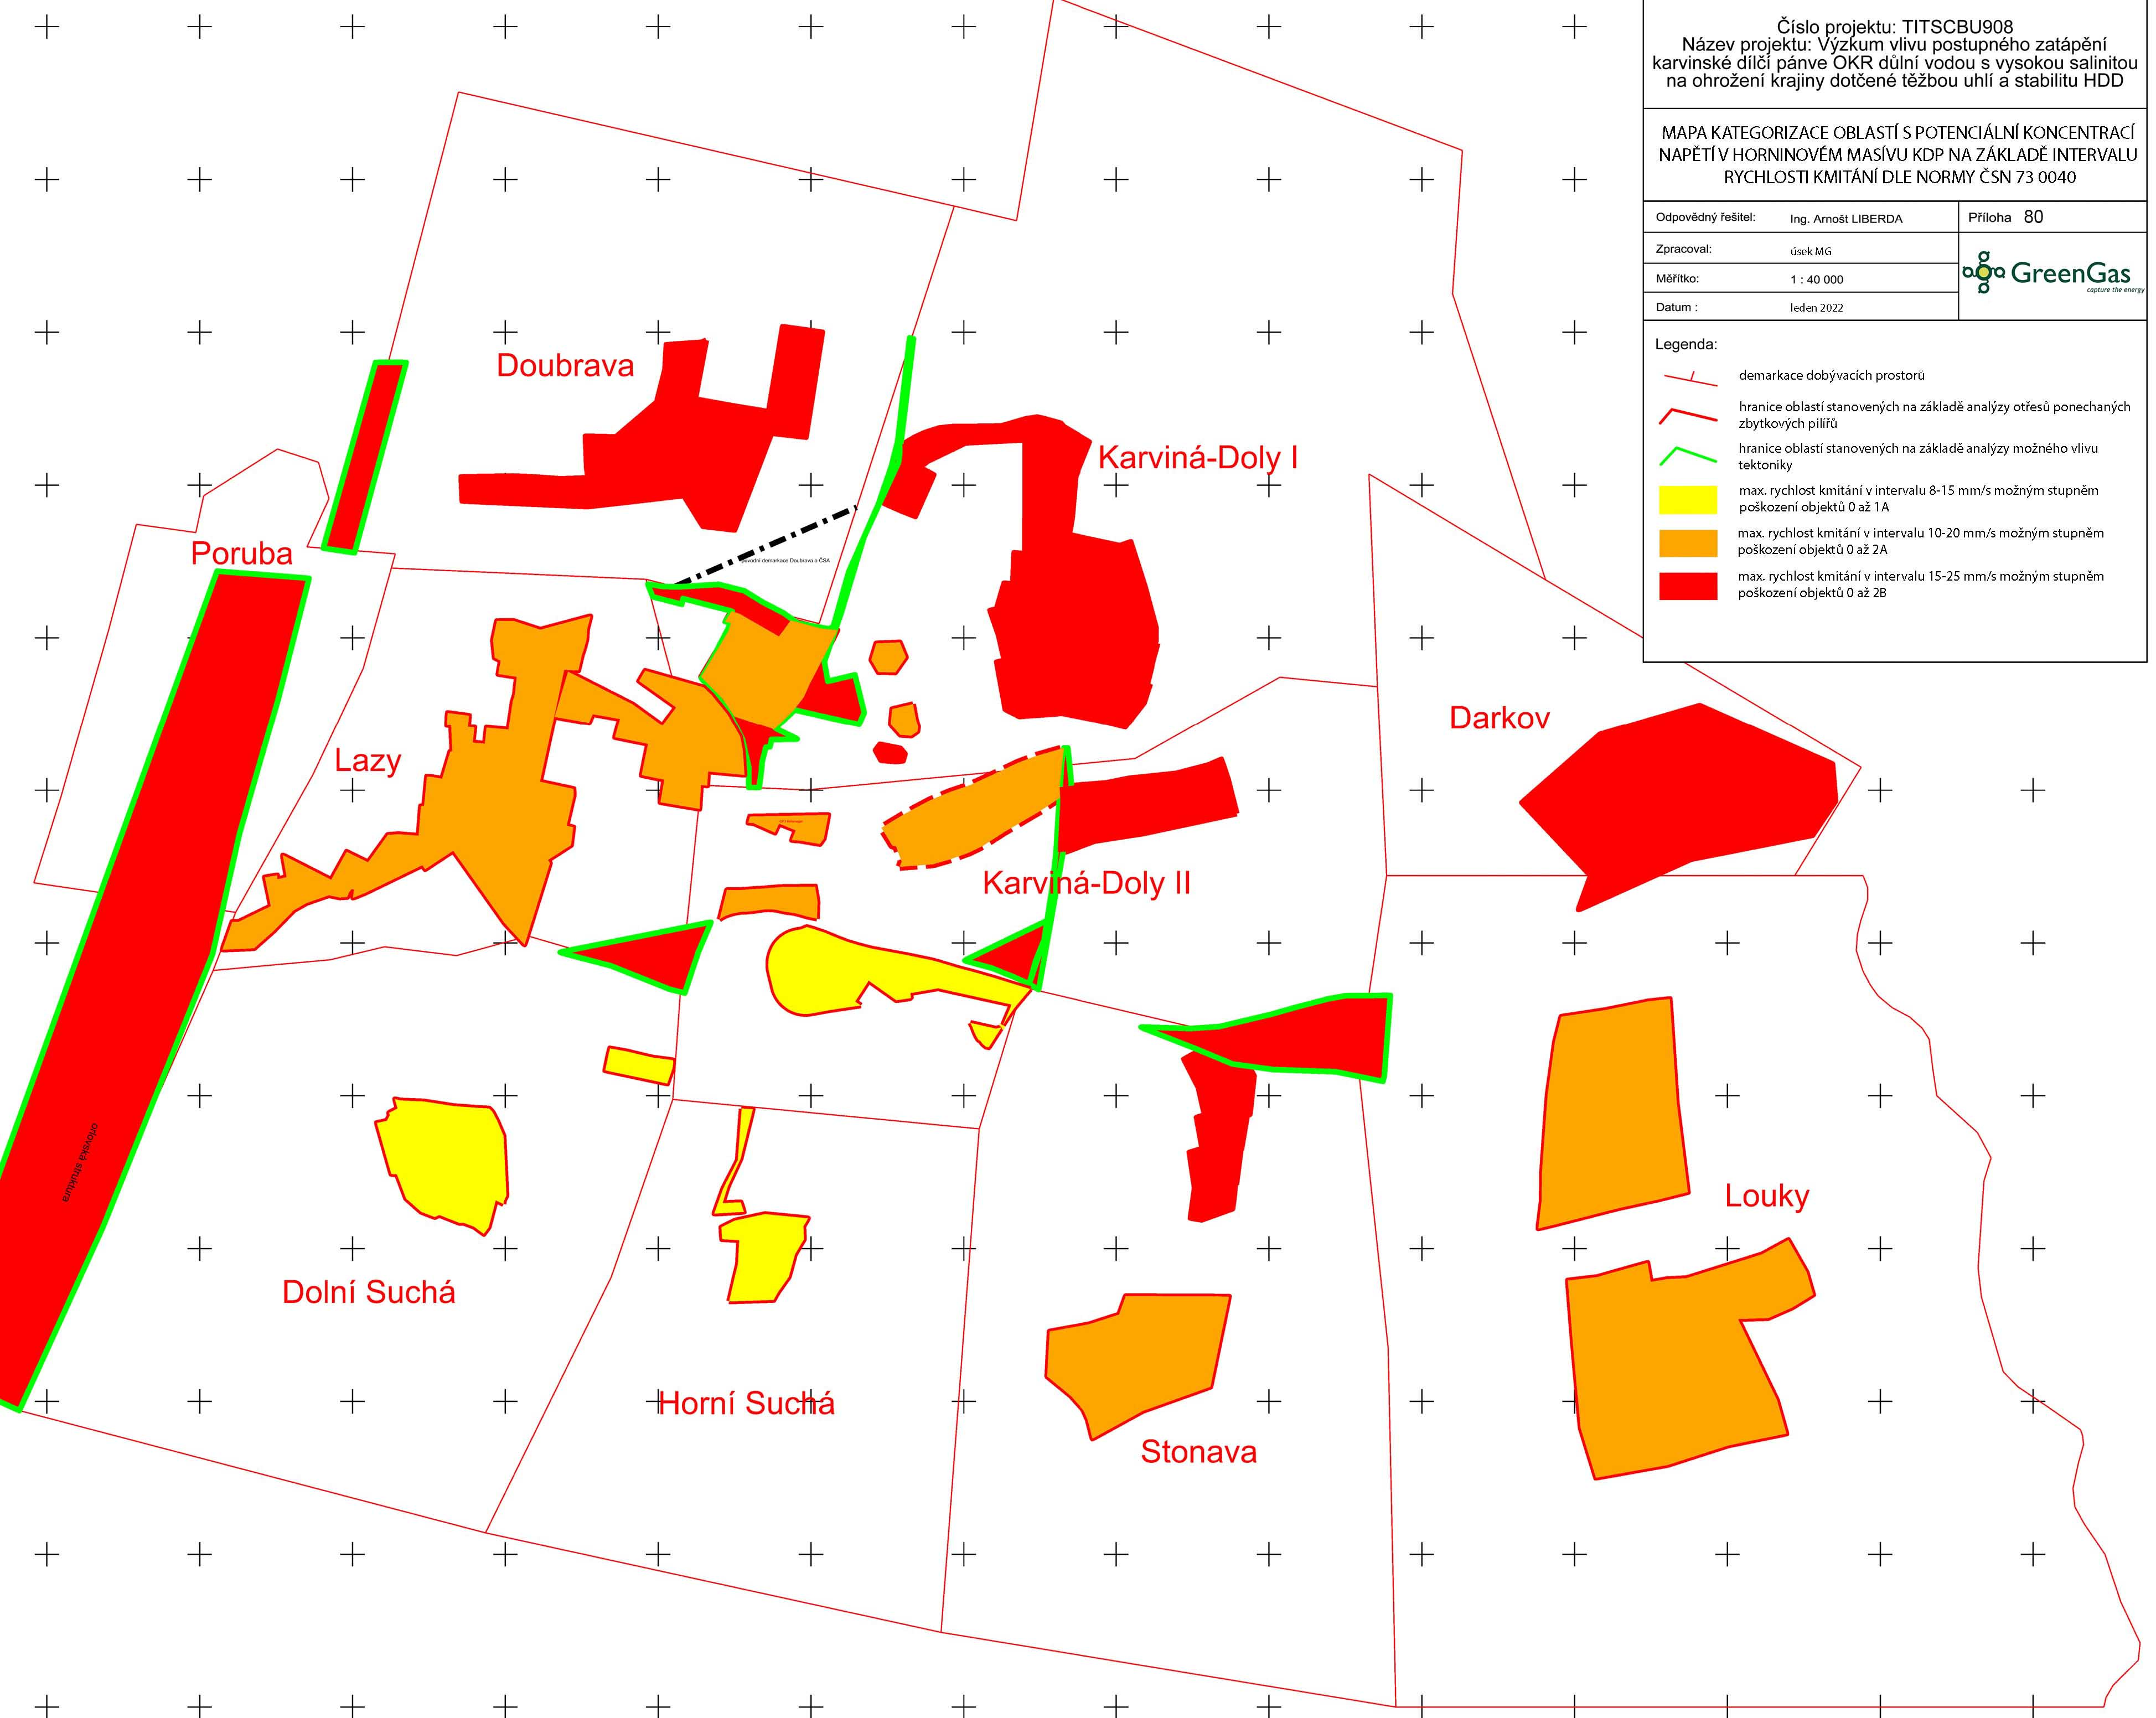 Číslo projektu: TITSCBU908
Název projektu: Výzkum vlivu postupného zatápění
karvinské dílčí pánve OKR důlní vodou s vysokou salinitou
na ohrožení krajiny dotčené těžbou uhlí a stabilitu HDD
MAPA KATEGORIZACE OBLASTÍ S POTENCIÁLNÍ KONCENTRACÍ
NAPĚTÍ V HORNINOVÉM MASÍVU KDP NA ZÁKLADĚ INTERVALU
RYCHLOSTI KMITÁNÍ DLE NORMY ČSN 73 0040
Odpovědný řešitel: Ing. Arnošt LIBERDA
Příloha 80
Zpracoval: úsek MG
Měřítko: 1 : 40 000
Datum : leden 2022
GreenGas
capture the energy
Legenda:
demarkace dobývacích prostorů
hranice oblastí stanovených na základě analýzy otřesů ponechaných
zbytkových pilířů
hranice oblastí stanovených na základě analýzy možného vlivu
tektoniky
max. rychlost kmitání v intervalu 8-15 mm/s možným stupněm
poškození objektů 0 až 1A
max. rychlost kmitání v intervalu 10-20 mm/s možným stupněm
poškození objektů 0 až 2A
max. rychlost kmitání v intervalu 15-25 mm/s možným stupněm
poškození objektů 0 až 2B
Doubrava
Karviná-Doly I
Poruba
původní demarkace Doubrava a ČSA
Darkov
Lazy
Karviná-Doly II
orlovská struktura
Louky
Dolní Suchá
Horní Suchá
Stonava